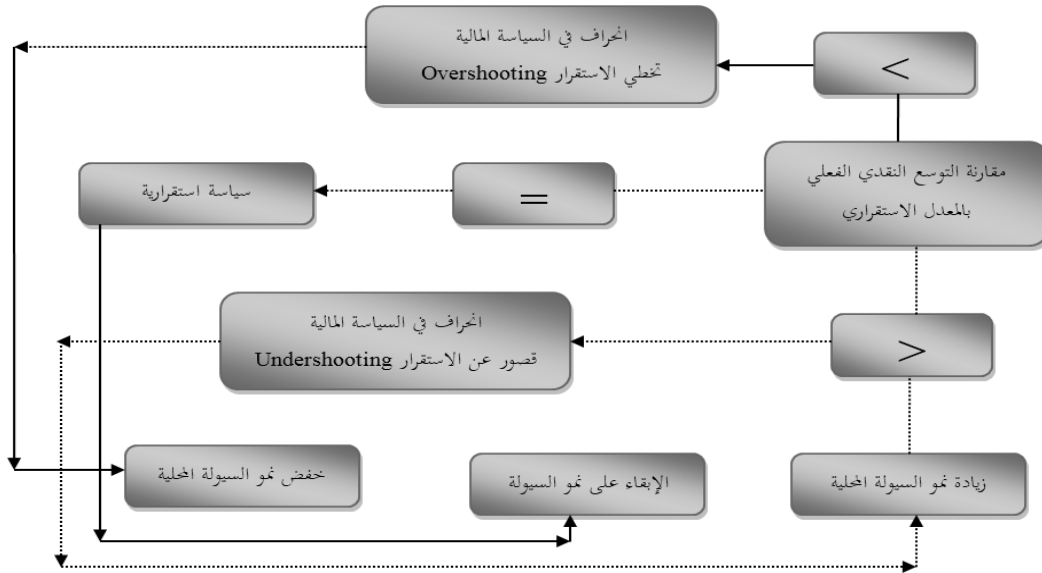 انحراف في السياسة المالية
تخطي الاستقرار Overshooting
<
مقارنة التوسع النقدي الفعلي
بالمعدل الاستقراري
=
سياسة استقرارية
انحراف في السياسة المالية
قصور عن الاستقرار Undershooting
>
زيادة نمو السيولة المحلية
الإبقاء على نمو السيولة
خفض نمو السيولة المحلية